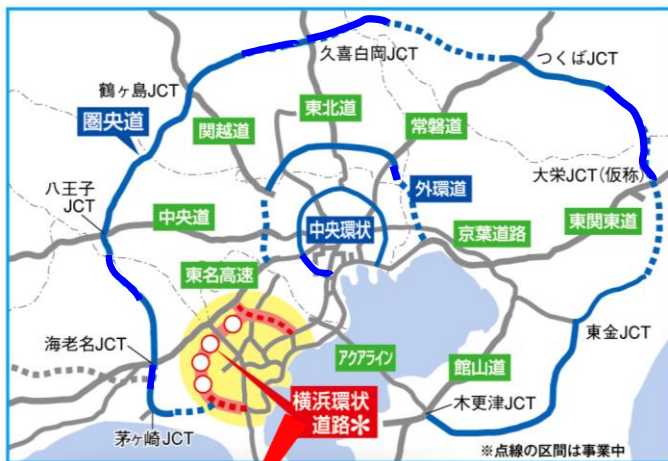 久喜白岡JCT
つくばJCT
鶴ヶ島JCT
圏央道
関越道
東北道
常磐道
外環道
大栄JCT(仮称)
八王子
JCT
中央道
中央環状
京葉道路
東関東道
東名高速
海老名JCT
アクアライン
館山道
東金JCT
横浜環状
道路*
木更津JCT
茅ヶ崎JCT
※点線の区間は事業中